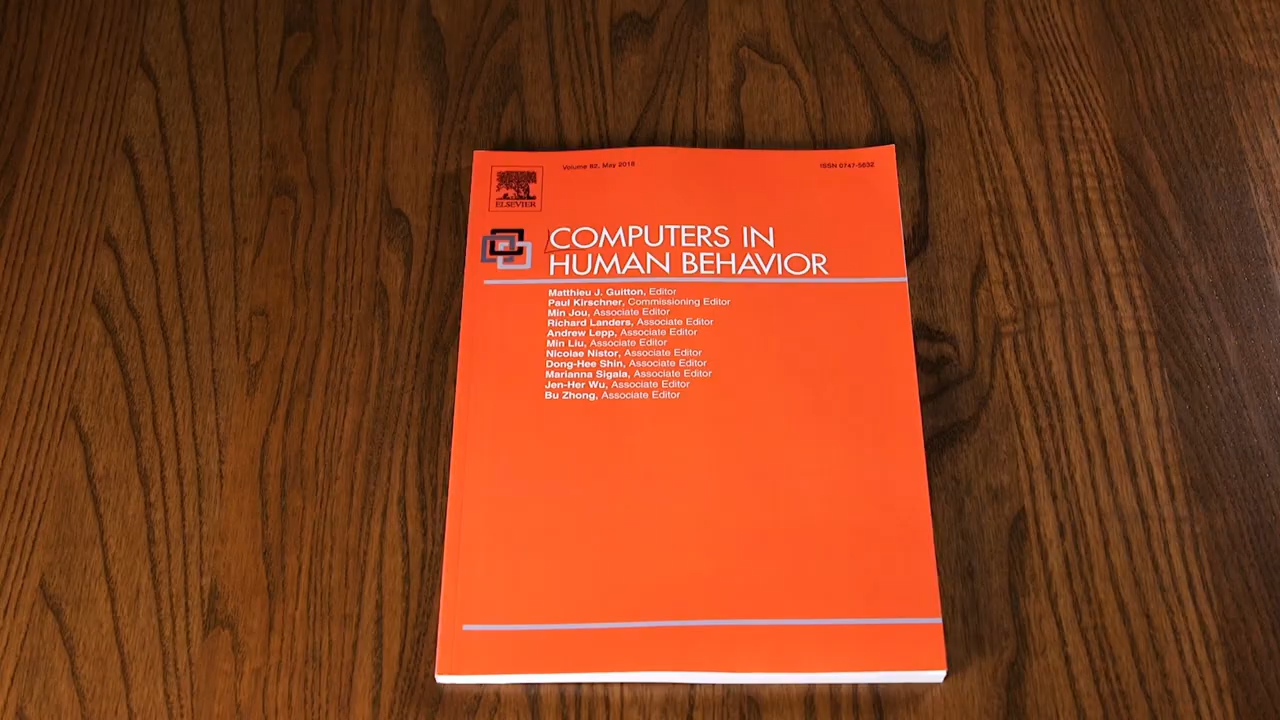 Volume 82, May 2018
ISSN 0747-5632
ELSEVIER
COMPUTERS IN
HUMAN BEHAVIOR
Matthieu J. Guitton, Editor
Paul Kirschner, Commissioning Editor
Min Jou, Associate Editor
Richard Landers, Associate Editor
Andrew Lepp, Associate Editor
Min Liu, Associate Editor
Nicolae Nistor, Associate Editor
Dong-Hee Shin, Associate Editor
Marianna Sigala, Associate Editor
Jen-Her Wu, Associate Editor
Bu Zhong, Associate Editor